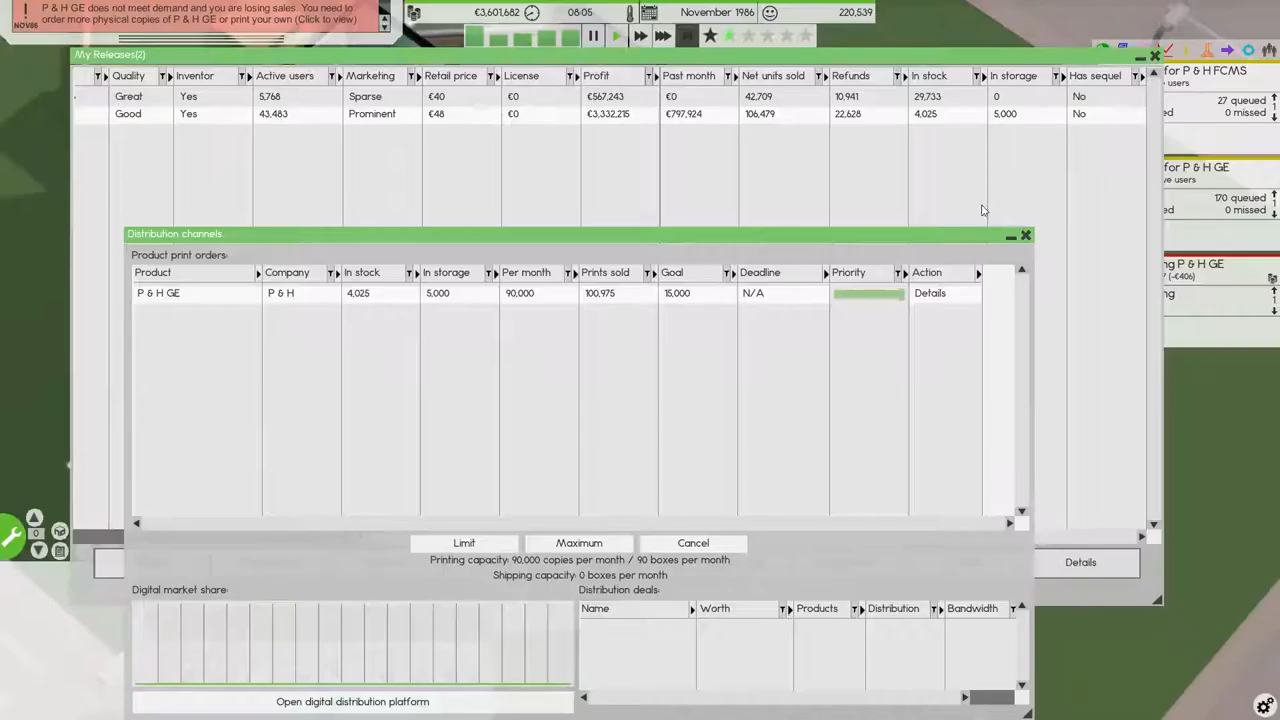 P & H GE does not meet demand and you are losing sales. You need to
order more physical copies of P & H GE or print your own (Click to view)
NOV86
€3,601,682 08:05 November 1986 220,539
My Releases(2)
Quality Inventor Active users Marketing Retail price License Profit Past month Net units sold Refunds In stock In storage Has sequel
Great Yes 5,768 Sparse €40 €0 €567,243 €0 42,709 10,941 29,733 0 No
Good Yes 43,483 Prominent €48 €0 €3,332,215 €797,924 106,479 22,628 4,025 5,000 No
for P & H FCMS
users
27 queued
ed 0 missed
for P & H GE
ve users
170 queued
ed 0 missed
ng P & H GE
(-€406)
ng
Distribution channels
Product print orders:
Product Company In stock In storage Per month Prints sold Goal Deadline Priority Action
P & H GE P & H 4,025 5,000 90,000 100,975 15,000 N/A Details
Limit Maximum Cancel
Printing capacity: 90,000 copies per month / 90 boxes per month
Shipping capacity: 0 boxes per month
Details
0
Digital market share:
Distribution deals:
Name Worth Products Distribution Bandwidth
Open digital distribution platform